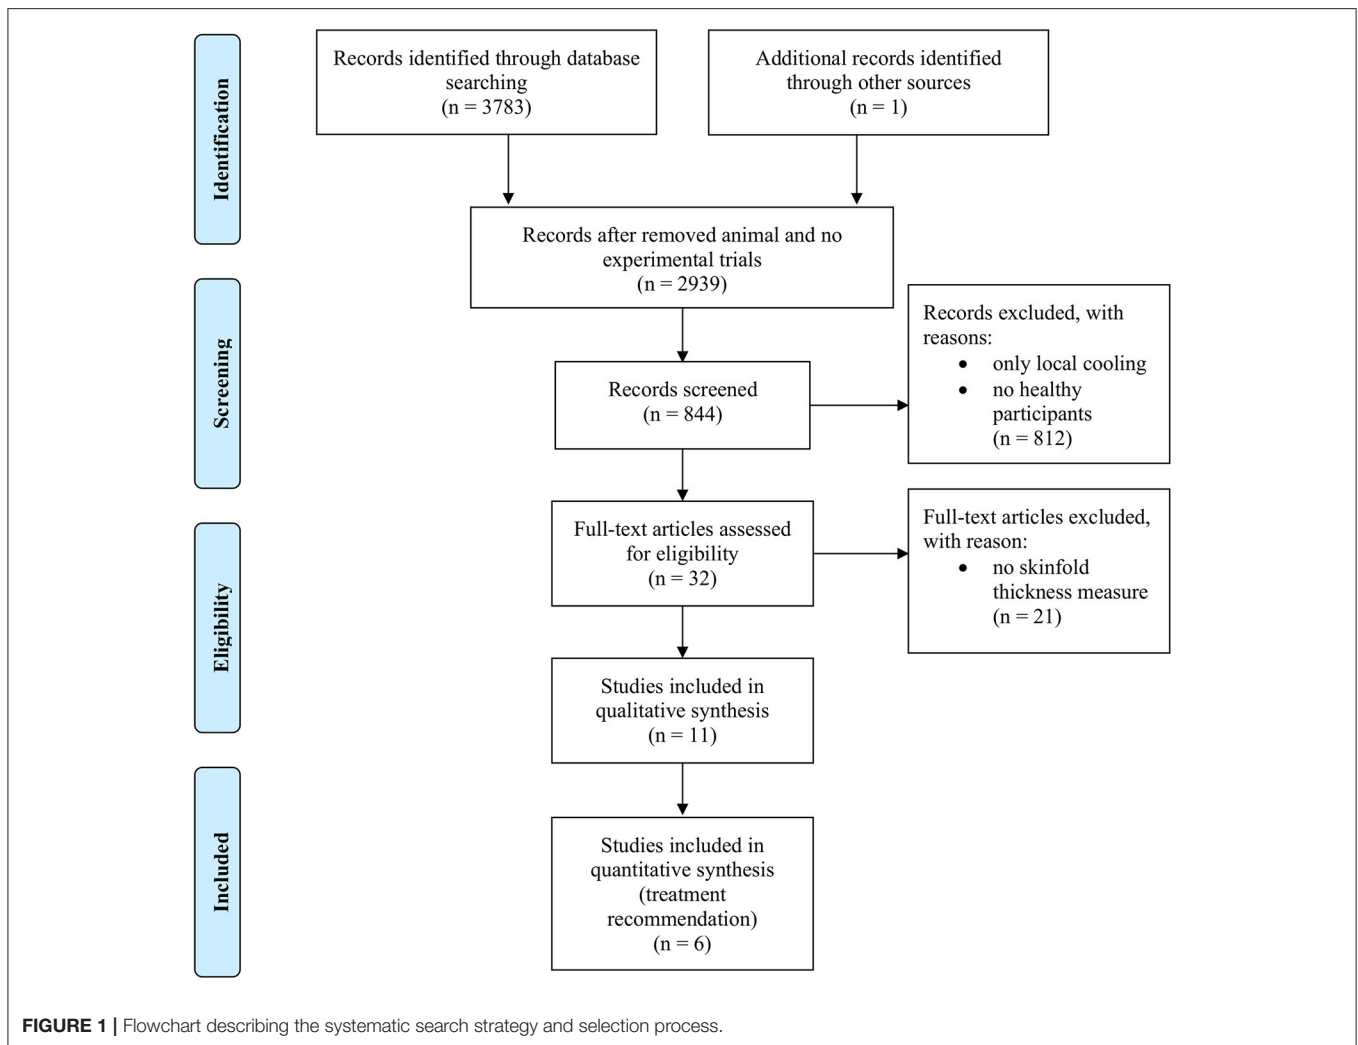 Identification
Records identified through database
searching
(n = 3783)
Additional records identified
through other sources
(n = 1)
Records after removed animal and no
experimental trials
(n = 2939)
Screening
Records screened
(n = 844)
Records excluded, with
reasons:
• only local cooling
• no healthy
participants
(n = 812)
Eligibility
Full-text articles assessed
for eligibility
(n = 32)
Full-text articles excluded,
with reason:
• no skinfold
thickness measure
(n = 21)
Studies included in
qualitative synthesis
(n = 11)
Included
Studies included in
quantitative synthesis
(treatment
recommendation)
(n = 6)
FIGURE 1 | Flowchart describing the systematic search strategy and selection process.